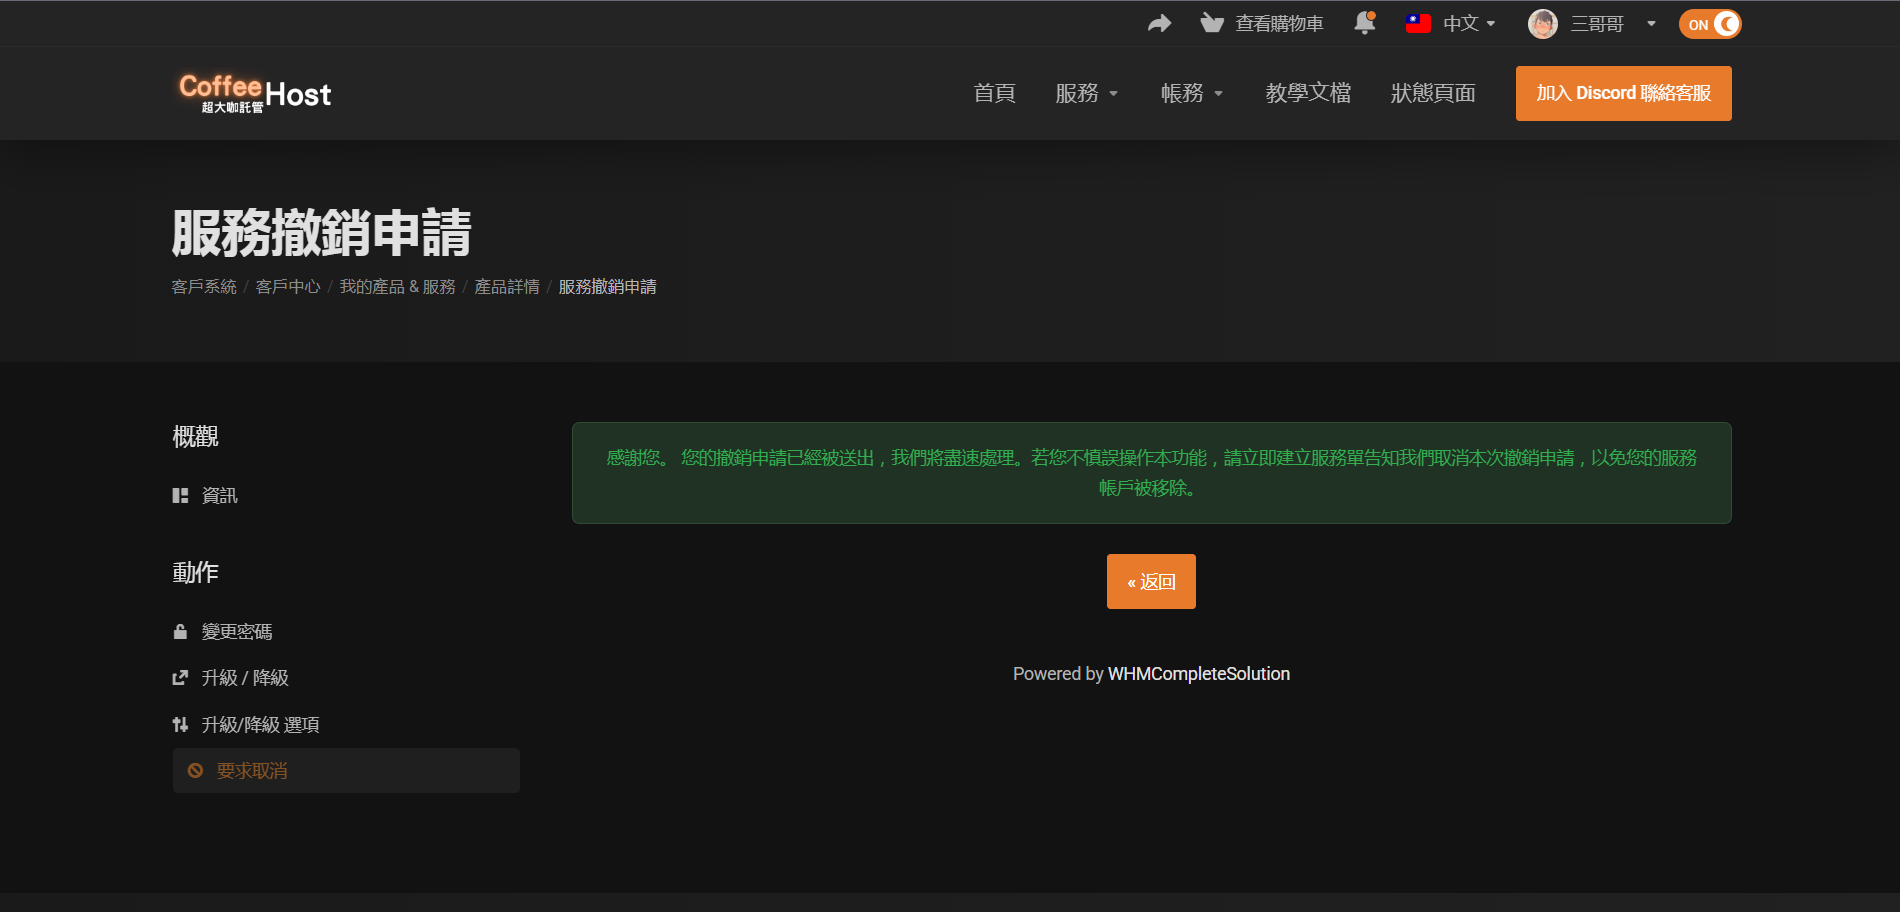 查看購物車
中文
三哥哥
ON
CoffeeHost
超大咖託管
首頁
服務
帳務
教學文檔
狀態頁面
加入 Discord 聯絡客服
服務撤銷申請
客戶系統 / 客戶中心 / 我的產品 & 服務 / 產品詳情 / 服務撤銷申請
概觀
資訊
動作
變更密碼
升級 / 降級
升級/降級 選項
要求取消
感謝您。 您的撤銷申請已經被送出，我們將盡速處理。若您不慎誤操作本功能，請立即建立服務單告知我們取消本次撤銷申請，以免您的服務
帳戶被移除。
« 返回
Powered by WHMCompleteSolution